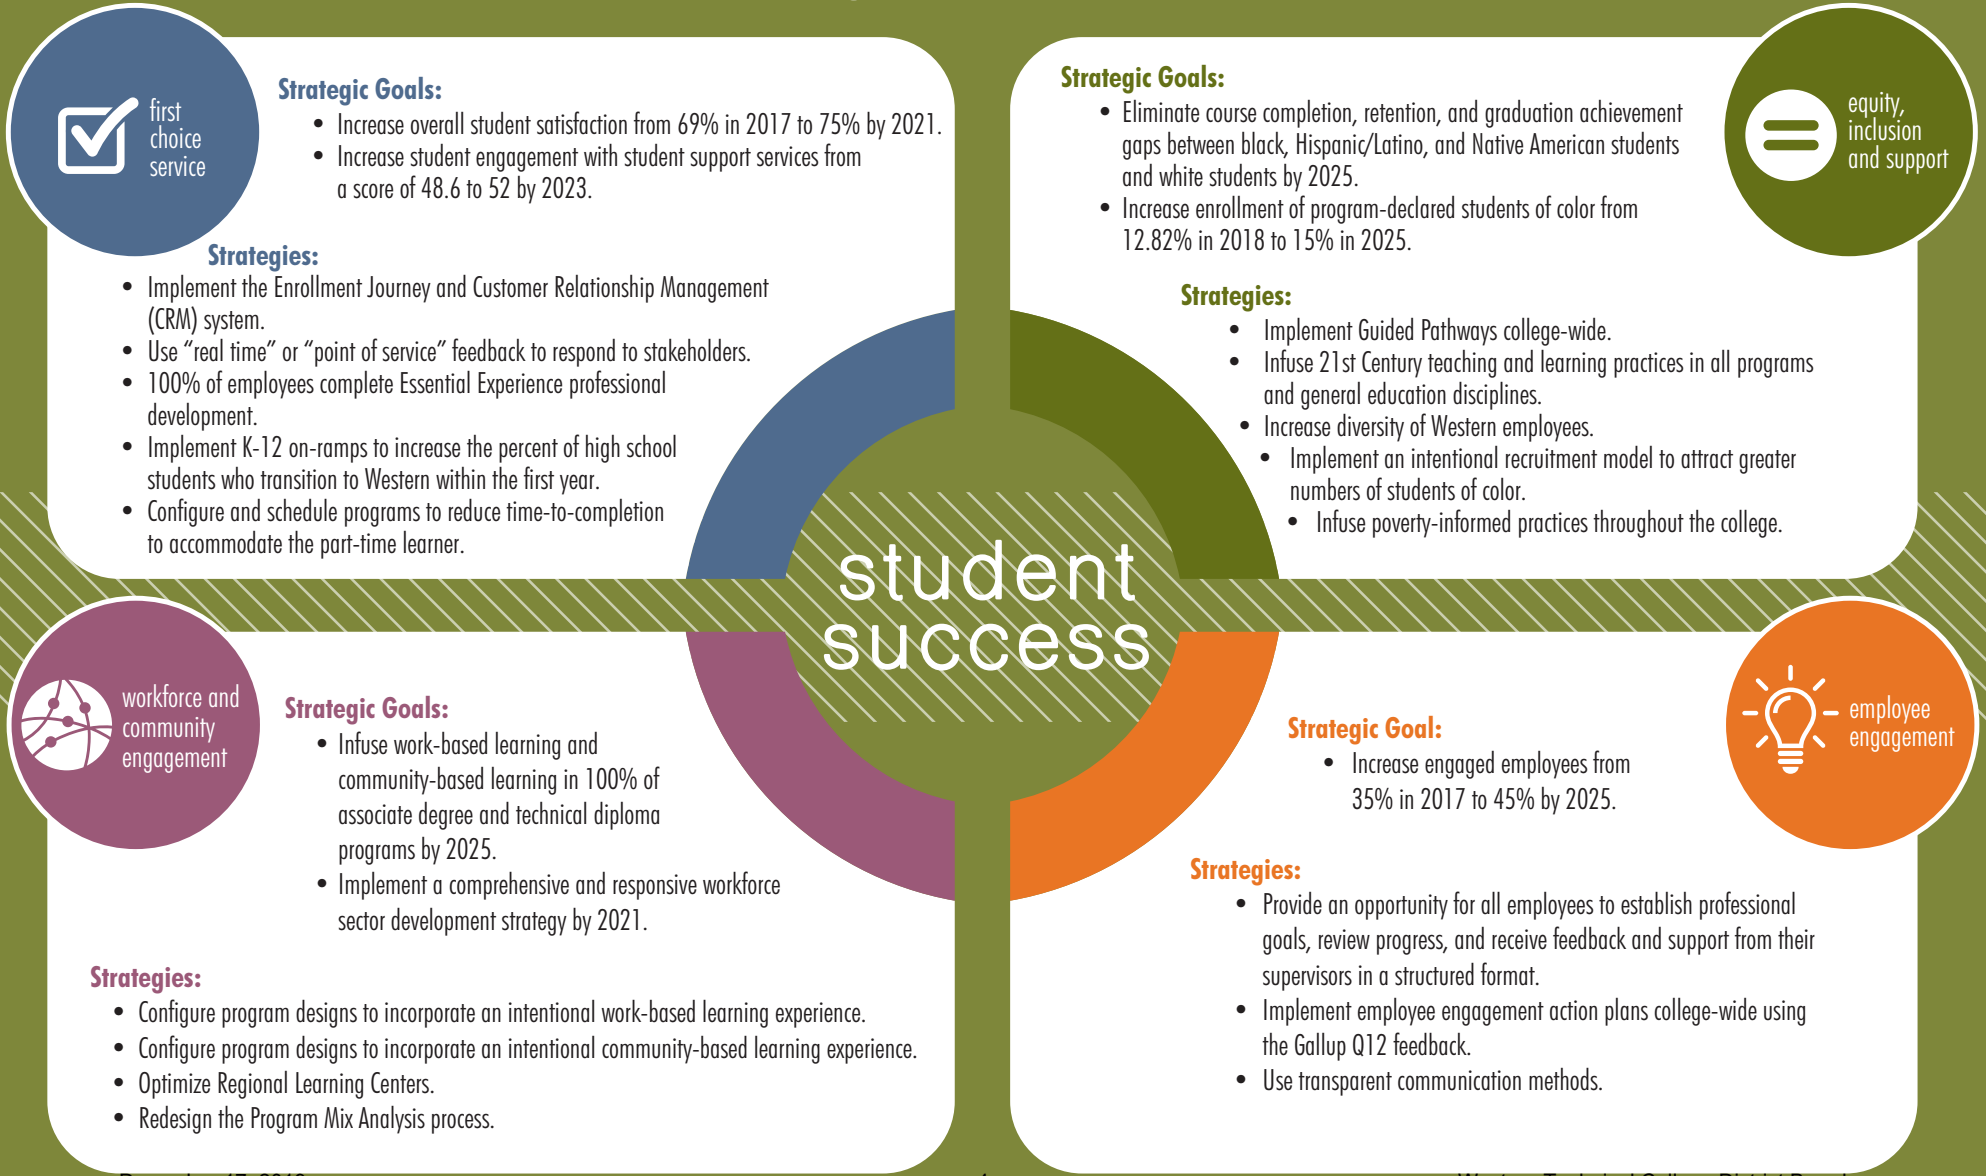 first
choice
service
Strategic Goals:
• Increase overall student satisfaction from 69% in 2017 to 75% by 2021.
• Increase student engagement with student support services from
a score of 48.6 to 52 by 2023.
Strategies:
• Implement the Enrollment Journey and Customer Relationship Management
(CRM) system.
• Use “real time” or “point of service” feedback to respond to stakeholders.
• 100% of employees complete Essential Experience professional
development.
• Implement K-12 on-ramps to increase the percent of high school
students who transition to Western within the first year.
• Configure and schedule programs to reduce time-to-completion
to accommodate the part-time learner.
equity,
inclusion
and support
Strategic Goals:
• Eliminate course completion, retention, and graduation achievement
gaps between black, Hispanic/Latino, and Native American students
and white students by 2025.
• Increase enrollment of program-declared students of color from
12.82% in 2018 to 15% in 2025.
Strategies:
• Implement Guided Pathways college-wide.
• Infuse 21st Century teaching and learning practices in all programs
and general education disciplines.
• Increase diversity of Western employees.
• Implement an intentional recruitment model to attract greater
numbers of students of color.
• Infuse poverty-informed practices throughout the college.
student
success
workforce and
community
engagement
Strategic Goals:
• Infuse work-based learning and
community-based learning in 100% of
associate degree and technical diploma
programs by 2025.
• Implement a comprehensive and responsive workforce
sector development strategy by 2021.
Strategies:
• Configure program designs to incorporate an intentional work-based learning experience.
• Configure program designs to incorporate an intentional community-based learning experience.
• Optimize Regional Learning Centers.
• Redesign the Program Mix Analysis process.
employee
engagement
Strategic Goal:
• Increase engaged employees from
35% in 2017 to 45% by 2025.
Strategies:
• Provide an opportunity for all employees to establish professional
goals, review progress, and receive feedback and support from their
supervisors in a structured format.
• Implement employee engagement action plans college-wide using
the Gallup Q12 feedback.
• Use transparent communication methods.